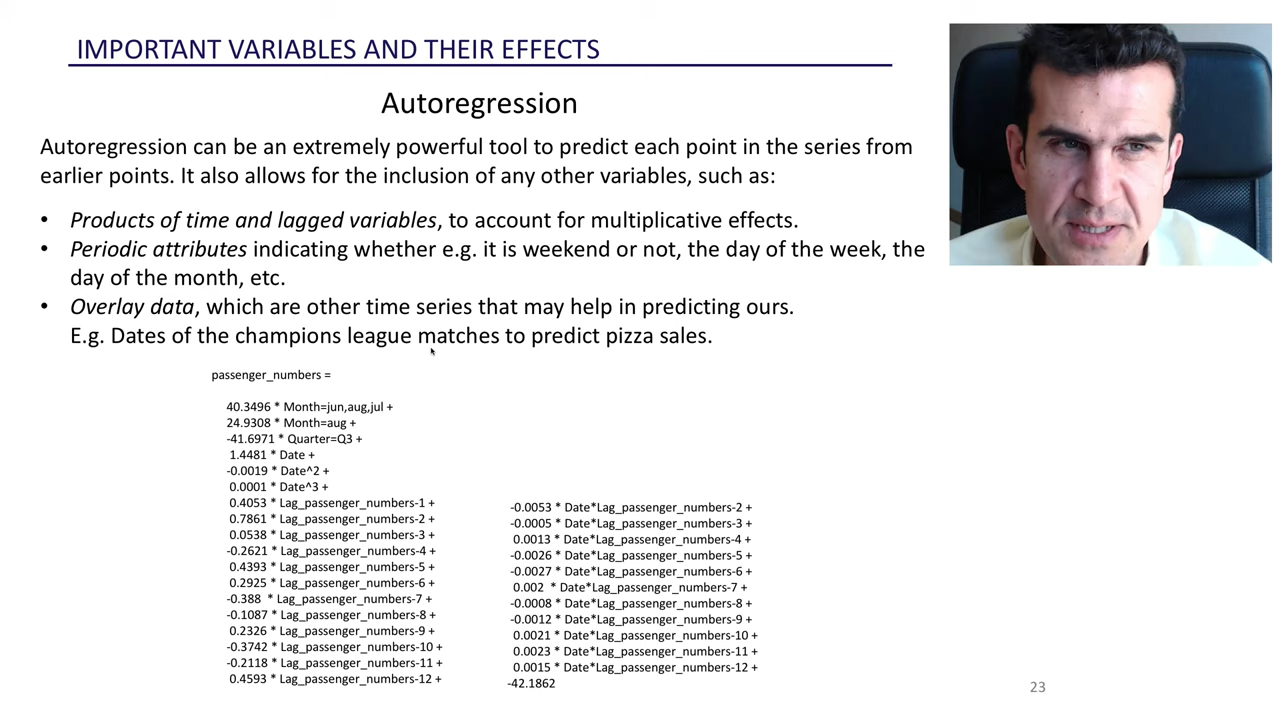 IMPORTANT VARIABLES AND THEIR EFFECTS
Autoregression
Autoregression can be an extremely powerful tool to predict each point in the series from
earlier points. It also allows for the inclusion of any other variables, such as:
• Products of time and lagged variables, to account for multiplicative effects.
• Periodic attributes indicating whether e.g. it is weekend or not, the day of the week, the
day of the month, etc.
• Overlay data, which are other time series that may help in predicting ours.
E.g. Dates of the champions league matches to predict pizza sales.
passenger_numbers =
40.3496 * Month=jun,aug,jul +
24.9308 * Month=aug +
-41.6971 * Quarter=Q3 +
1.4481 * Date +
-0.0019 * Date^2 +
0.0001 * Date^3 +
0.4053 * Lag_passenger_numbers-1 +
0.7861 * Lag_passenger_numbers-2 +
0.0538 * Lag_passenger_numbers-3 +
-0.2621 * Lag_passenger_numbers-4 +
0.4393 * Lag_passenger_numbers-5 +
0.2925 * Lag_passenger_numbers-6 +
-0.388 * Lag_passenger_numbers-7 +
-0.1087 * Lag_passenger_numbers-8 +
0.2326 * Lag_passenger_numbers-9 +
-0.3742 * Lag_passenger_numbers-10 +
-0.2118 * Lag_passenger_numbers-11 +
0.4593 * Lag_passenger_numbers-12 +
-0.0053 * Date*Lag_passenger_numbers-2 +
-0.0005 * Date*Lag_passenger_numbers-3 +
0.0013 * Date*Lag_passenger_numbers-4 +
-0.0026 * Date*Lag_passenger_numbers-5 +
-0.0027 * Date*Lag_passenger_numbers-6 +
0.002 * Date*Lag_passenger_numbers-7 +
-0.0008 * Date*Lag_passenger_numbers-8 +
-0.0012 * Date*Lag_passenger_numbers-9 +
0.0021 * Date*Lag_passenger_numbers-10 +
0.0023 * Date*Lag_passenger_numbers-11 +
0.0015 * Date*Lag_passenger_numbers-12 +
-42.1862
23